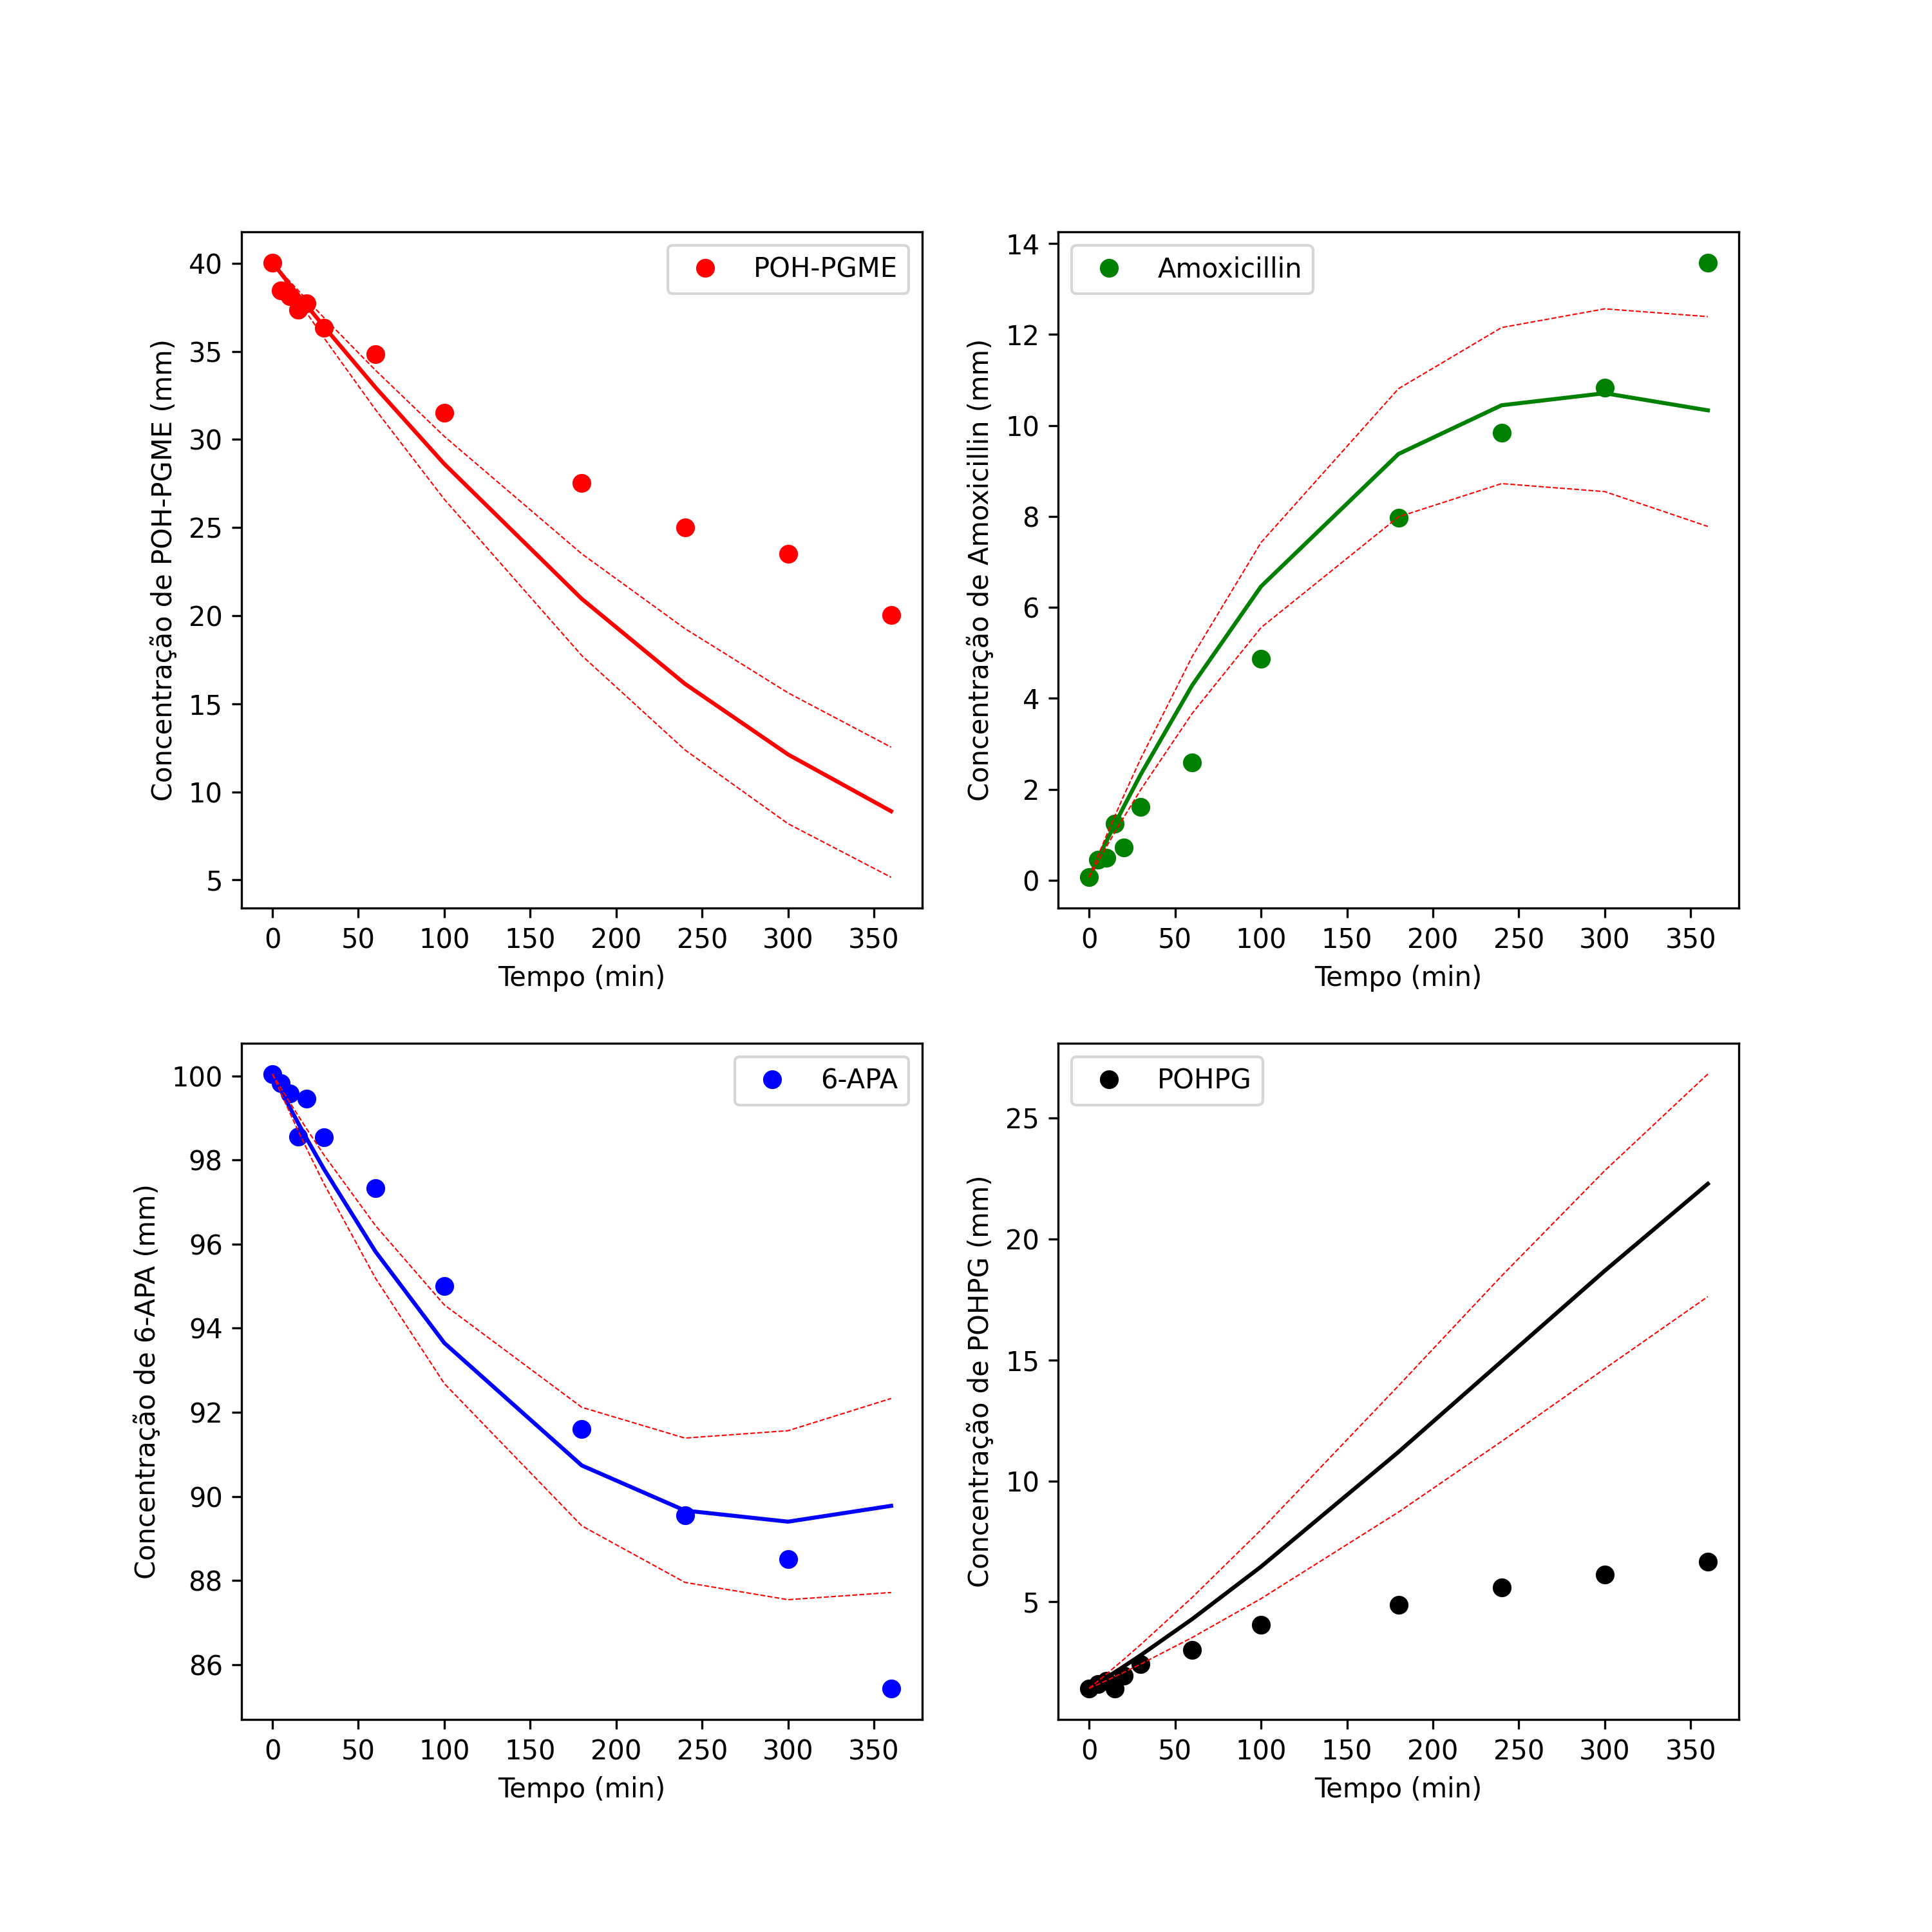 POH-PGME
Concentração de POH-PGME (mm)
40
35
30
25
20
15
10
5
0 50 100 150 200 250 300 350
Tempo (min)
Amoxicillin
Concentração de Amoxicillin (mm)
14
12
10
8
6
4
2
0
0 50 100 150 200 250 300 350
Tempo (min)
6-APA
Concentração de 6-APA (mm)
100
98
96
94
92
90
88
86
0 50 100 150 200 250 300 350
Tempo (min)
POHPG
Concentração de POHPG (mm)
25
20
15
10
5
0 50 100 150 200 250 300 350
Tempo (min)